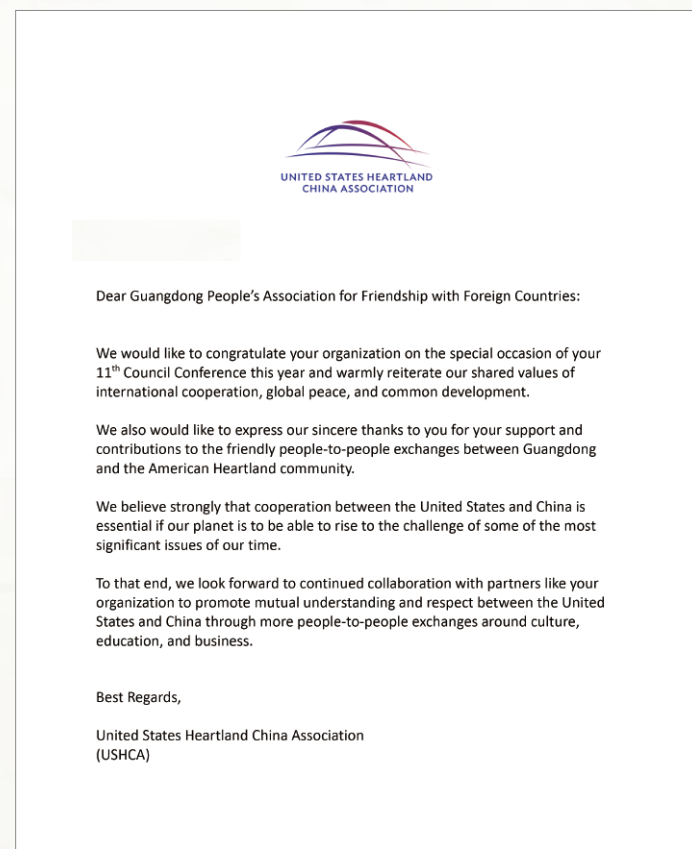 UNITED STATES HEARTLAND
CHINA ASSOCIATION
Dear Guangdong People’s Association for Friendship with Foreign Countries:
We would like to congratulate your organization on the special occasion of your
11th Council Conference this year and warmly reiterate our shared values of
international cooperation, global peace, and common development.
We also would like to express our sincere thanks to you for your support and
contributions to the friendly people-to-people exchanges between Guangdong
and the American Heartland community.
We believe strongly that cooperation between the United States and China is
essential if our planet is to be able to rise to the challenge of some of the most
significant issues of our time.
To that end, we look forward to continued collaboration with partners like your
organization to promote mutual understanding and respect between the United
States and China through more people-to-people exchanges around culture,
education, and business.
Best Regards,
United States Heartland China Association
(USHCA)